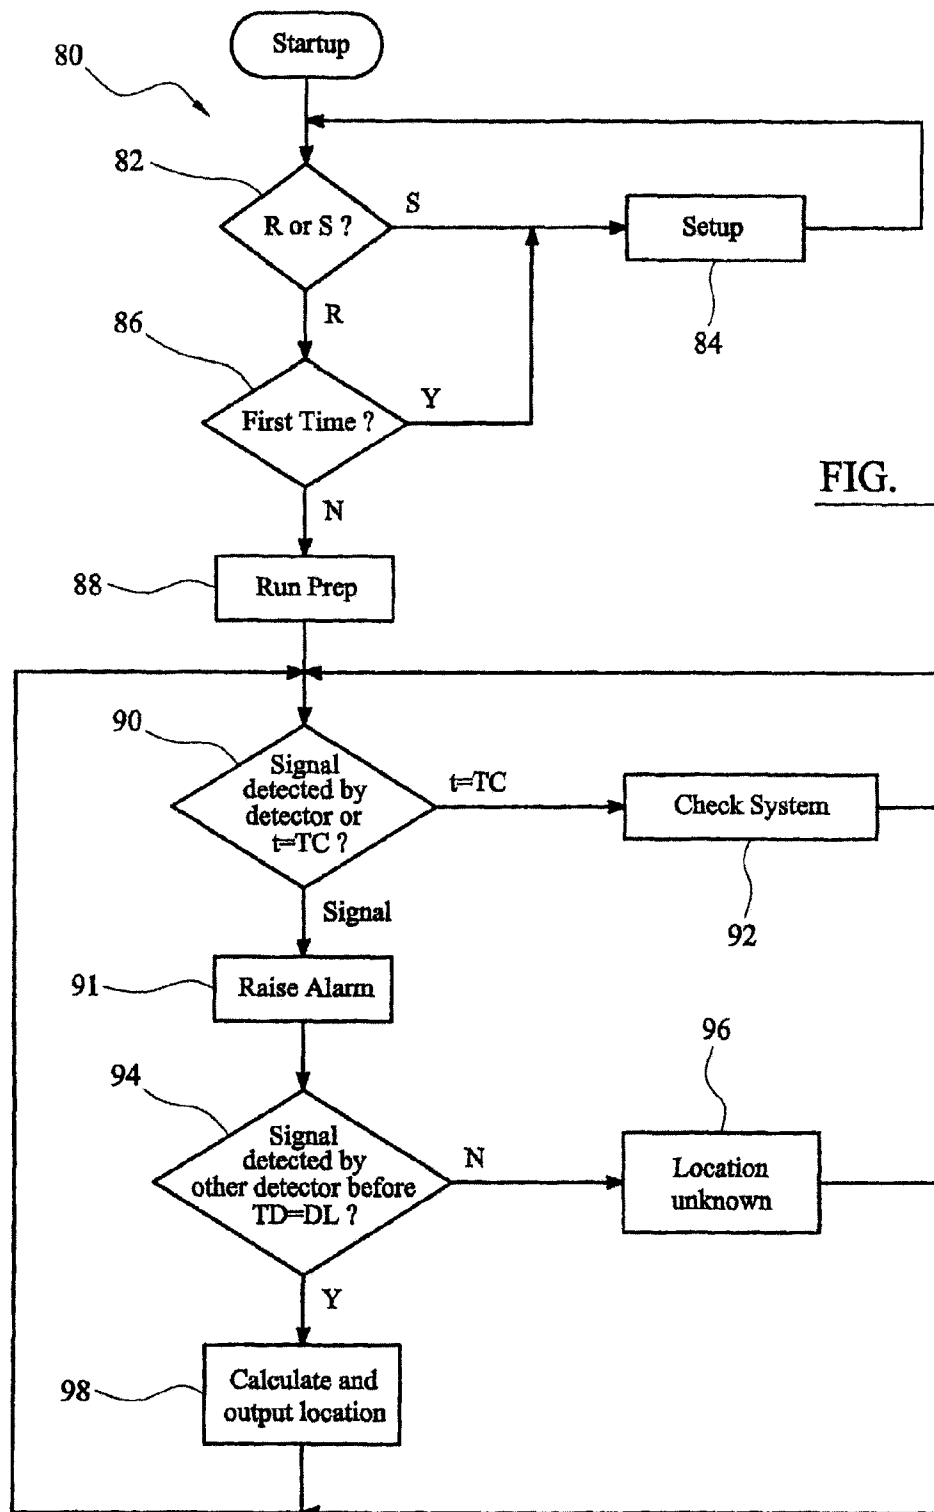 Startup
80
82
R or S ?
S
Setup
84
R
86
First Time ?
Y
FIG.
N
88
Run Prep
90
Signal
detected by
detector or
t=TC ?
t=TC
Check System
92
Signal
91
Raise Alarm
96
94
Signal
detected by
other detector before
TD=DL ?
N
Location
unknown
Y
98
Calculate and
output location